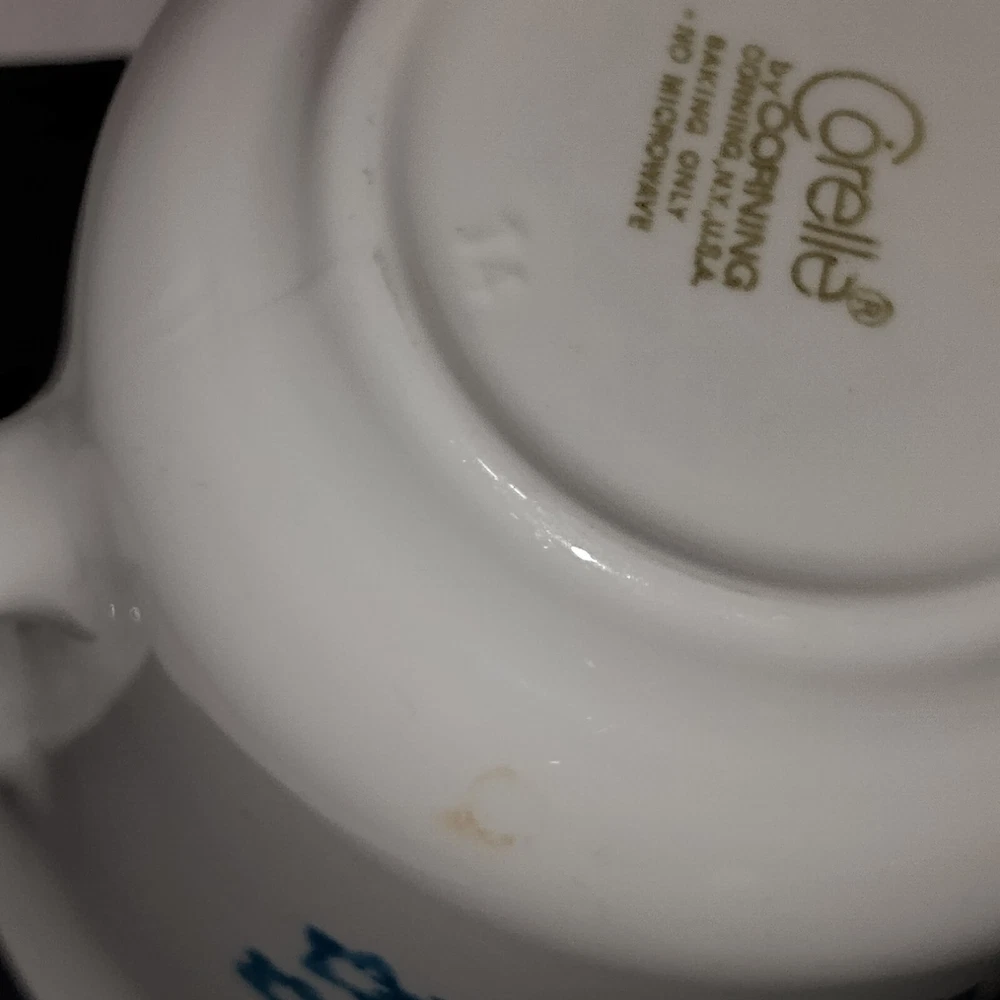 Corelle®
by CORNING
CORNING, N.Y., U.S.A.
BAKING ONLY
• NO MICROWAVE